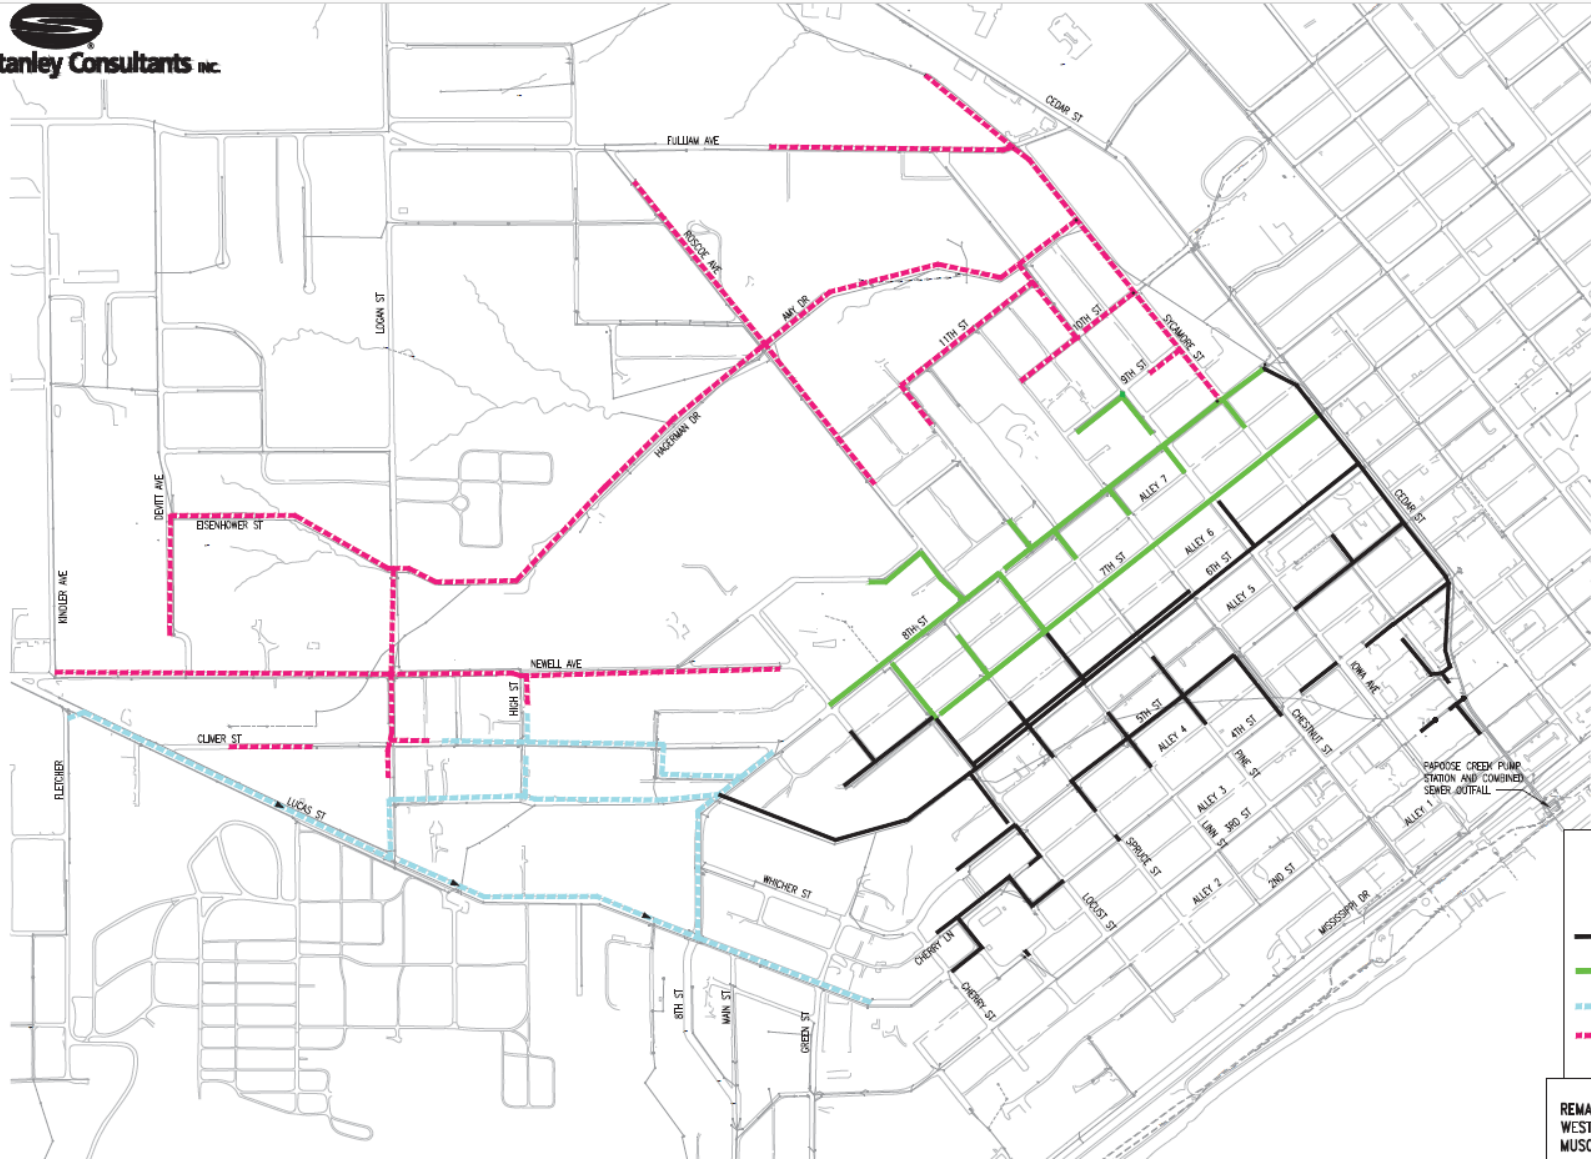 tanley Consultants INC.
CEDAR ST
FULLIAM AVE
ROSCOE AVE
LOGAN ST
AMY DR
11TH ST
10TH ST
SYCAMORE ST
9TH ST
HAGERMAN DR
DEVITT AVE
EISENHOWER ST
ALLEY 7
CEDAR ST
ALLEY 6
7TH ST
6TH ST
KINDLER AVE
ALLEY 5
8TH ST
NEWELL AVE
IOWA AVE
HIGH ST
5TH ST
4TH ST
CHESTNUT ST
CLIMER ST
ALLEY 4
PINE ST
FLETCHER
PAPOOSE CREEK PUMP
STATION AND COMBINED
SEWER OUTFALL
LUCAS ST
ALLEY 3
3RD ST
LINN ST
ALLEY 1
SPRUCE ST
WHICHER ST
2ND ST
ALLEY 2
LOCUST ST
MISSISSIPPI DR
CHERRY LN
CHERRY ST
8TH ST
MAIN ST
GREEN ST
REMA
WEST
MUSC